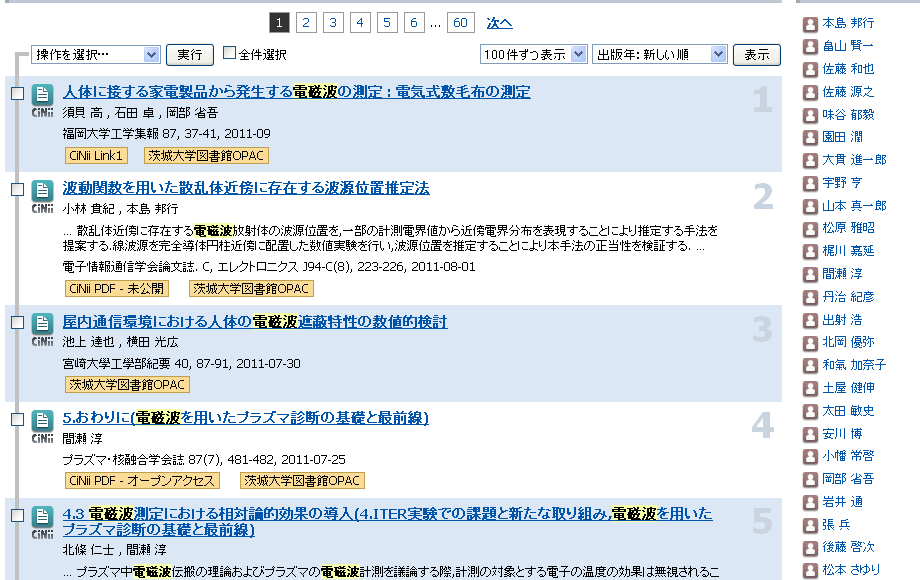 1 2 3 4 5 6 ... 60 次へ
操作を選択… 実行 全件選択 100件ずつ表示 出版年：新しい順 表示
人体に接する家電製品から発生する電磁波の測定：電気式敷毛布の測定
1
CiNii
須貝 高 , 石田 卓 , 岡部 省吾
福岡大学工学集報 87, 37-41, 2011-09
CiNii Link1 茨城大学図書館OPAC
波動関数を用いた散乱体近傍に存在する波源位置推定法
2
CiNii
小林 貴紀 , 本島 邦行
... 散乱体近傍に存在する電磁波放射体の波源位置を,一部の計測電界値から近傍電界分布を表現することにより推定する手法を
提案する.線波源を完全導体円柱近傍に配置した数値実験を行い,波源位置を推定することにより本手法の正当性を検証する. ...
電子情報通信学会論文誌. C, エレクトロニクス J94-C(8), 223-226, 2011-08-01
CiNii PDF - 未公開 茨城大学図書館OPAC
屋内通信環境における人体の電磁波遮蔽特性の数値的検討
3
CiNii
池上 達也 , 横田 光広
宮崎大學工學部紀要 40, 87-91, 2011-07-30
茨城大学図書館OPAC
5.おわりに(電磁波を用いたプラズマ診断の基礎と最前線)
4
CiNii
間瀬 淳
プラズマ・核融合学会誌 87(7), 481-482, 2011-07-25
CiNii PDF - オープンアクセス 茨城大学図書館OPAC
4.3 電磁波測定における相対論的効果の導入(4.ITER実験での課題と新たな取り組み,電磁波を用いた
プラズマ診断の基礎と最前線)
5
CiNii
北條 仁士 , 間瀬 淳
... プラズマ中電磁波伝搬の理論およびプラズマの電磁波計測を議論する際,計測の対象とする電子の温度の効果は無視されるこ
本島 邦行
畠山 賢一
佐藤 和也
佐藤 源之
味谷 郁毅
園田 潤
大貫 進一郎
宇野 亨
山本 真一郎
松原 雅昭
梶川 嘉延
間瀬 淳
丹治 紀彦
出射 浩
北岡 優弥
和氣 加奈子
土屋 健伸
太田 敏史
安川 博
小幡 常啓
岡部 省吾
岩井 通
張 兵
後藤 啓次
松本 さゆり